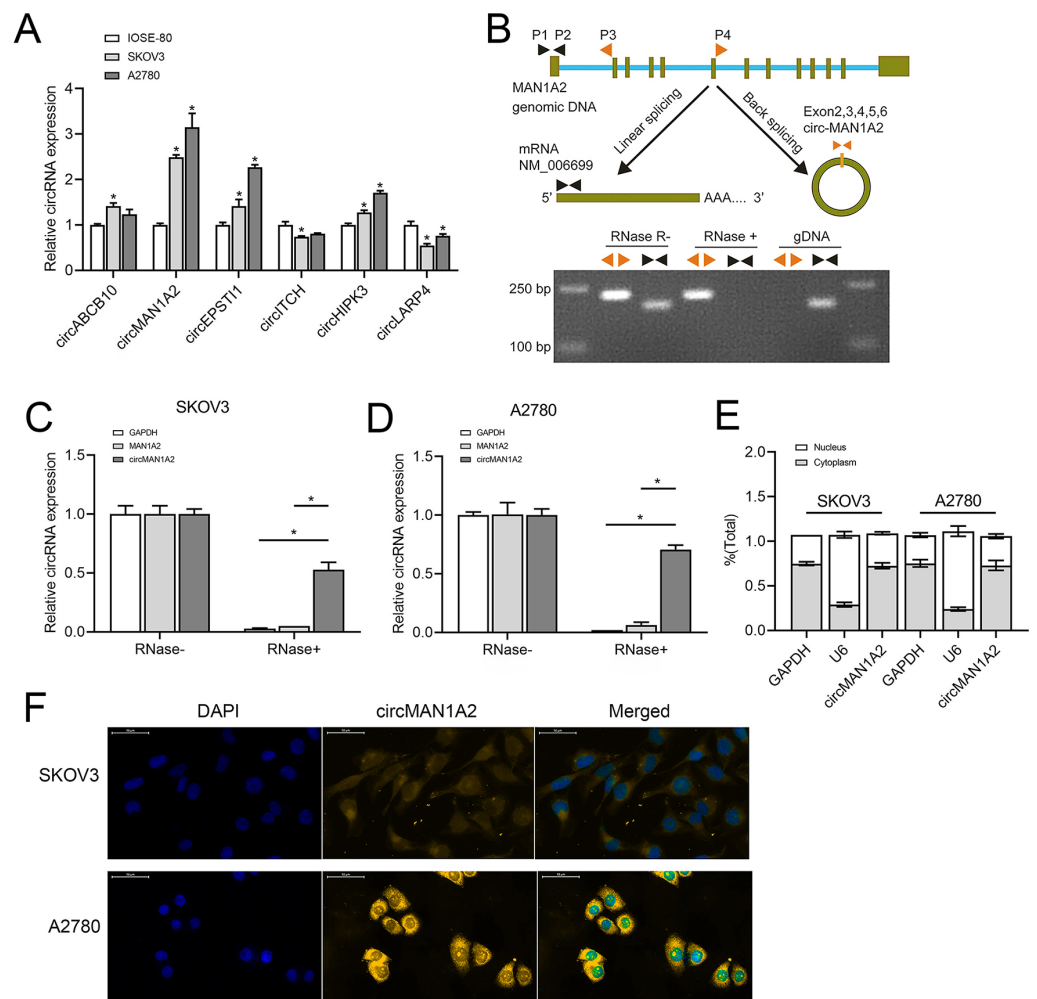 A
IOSE-80
SKOV3
A2780
Relative circRNA expression
4
3
2
1
0
*
*
*
*
*
*
*
*
*
*
circABCB10
circMAN1A2
circEPSTI1
circITCH
circHIPK3
circLARP4
B
P1 P2 P3 P4
MAN1A2
genomic DNA
Linear splicing
Back splicing
Exon2,3,4,5,6
circ-MAN1A2
mRNA
NM_006699
5' AAA.... 3'
RNase R- RNase + gDNA
250 bp
100 bp
C
SKOV3
GAPDH
MAN1A2
circMAN1A2
Relative circRNA expression
1.5
1.0
0.5
0.0
*
*
RNase- RNase+
D
A2780
GAPDH
MAN1A2
circMAN1A2
Relative circRNA expression
1.5
1.0
0.5
0.0
*
*
RNase- RNase+
E
Nucleus
Cytoplasm
%(Total)
2.0
1.5
1.0
0.5
0.0
SKOV3 A2780
GAPDH
U6
circMAN1A2
GAPDH
U6
circMAN1A2
F
DAPI circMAN1A2 Merged
SKOV3
A2780